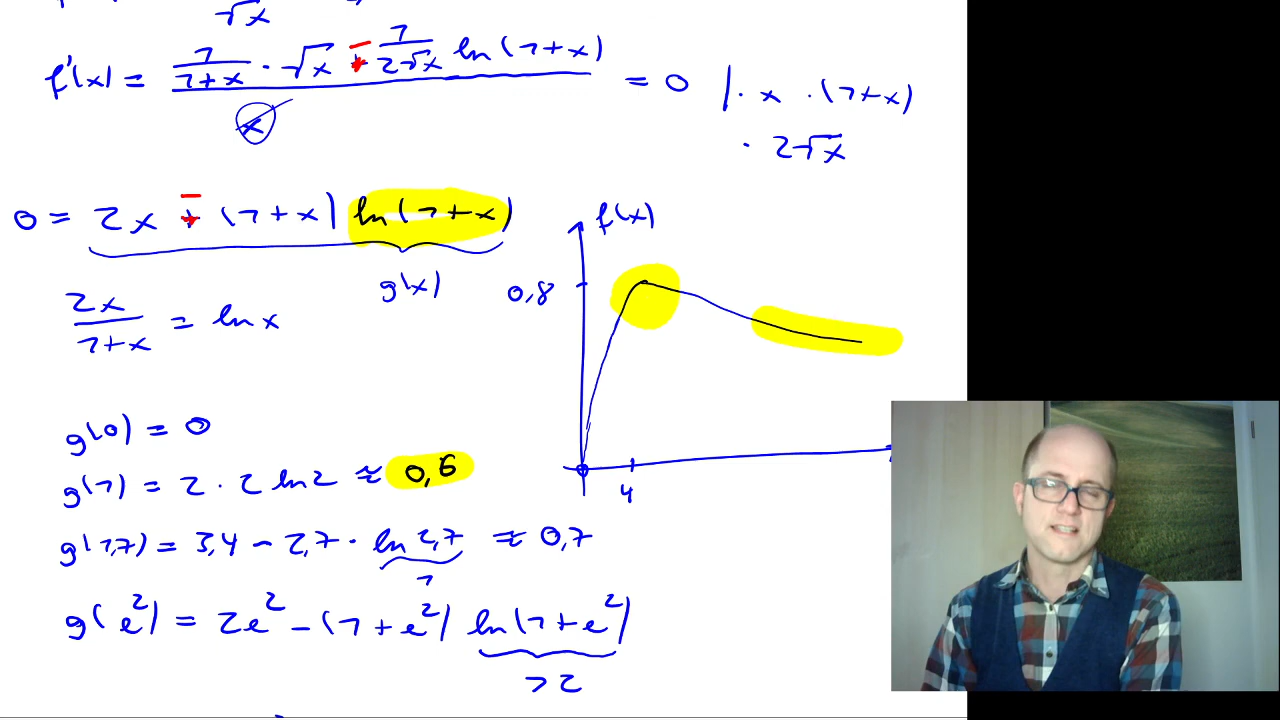 √x
f'(x) = (1/(1+x) · √x - 1/(2√x) ln(1+x)) / x = 0 | · x · (1+x)
· 2√x
0 = 2x - (1+x) ln(1+x)
g(x)
f(x)
0,8
2x/(1+x) = ln x
g(0) = 0
g(1) = 2 · 2 ln 2 ≈ 0,6
4
g(1,7) = 3,4 - 2,7 · ln 2,7 ≈ 0,7
1
g(e²) = 2e² - (1+e²) ln(1+e²)
> 2